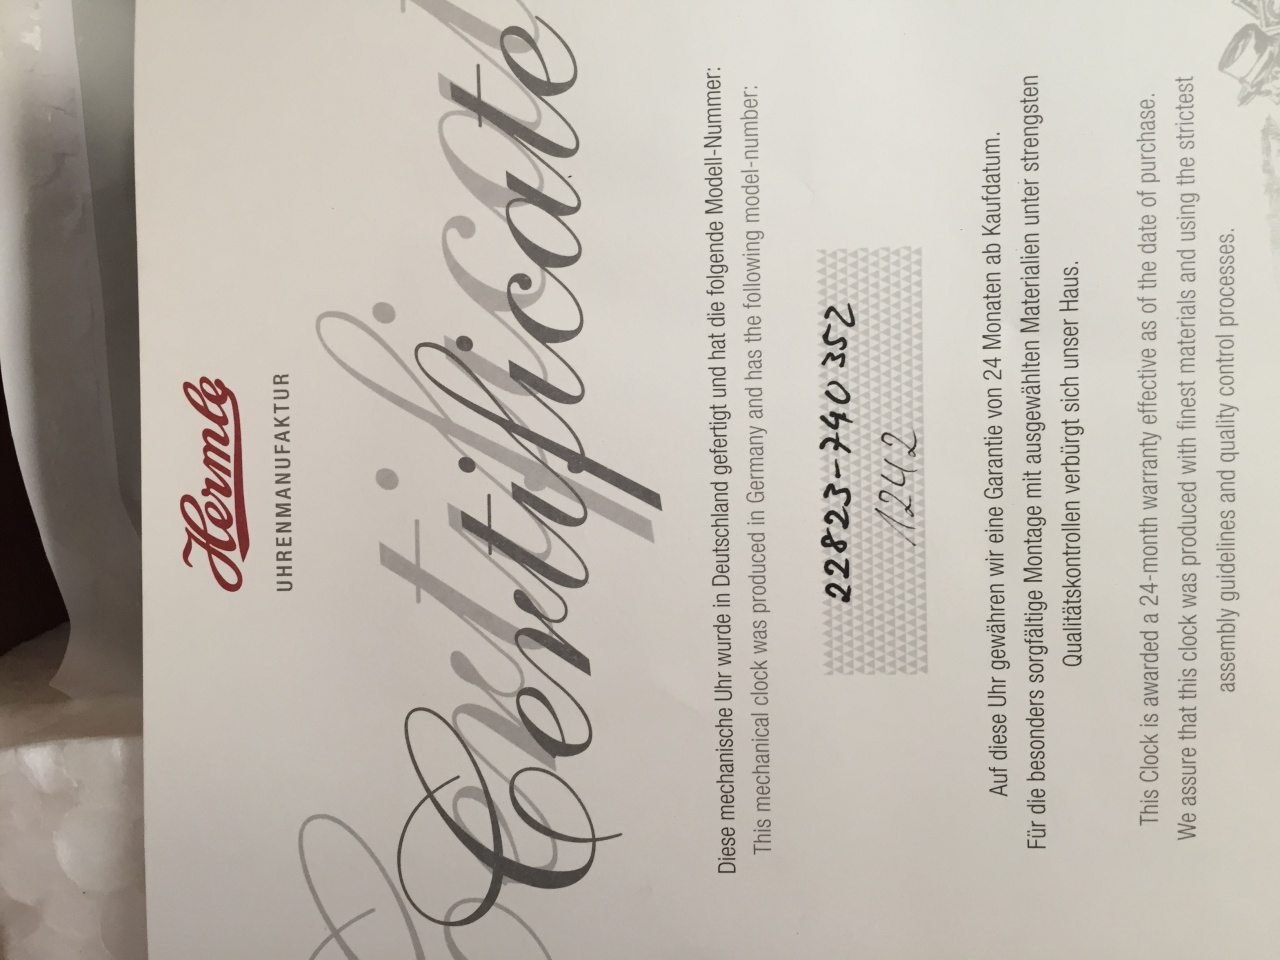 Hermle
UHRENMANUFAKTUR
Certificate
Diese mechanische Uhr wurde in Deutschland gefertigt und hat die folgende Modell-Nummer:
This mechanical clock was produced in Germany and has the following model-number:
22823-740352
1242
Auf diese Uhr gewähren wir eine Garantie von 24 Monaten ab Kaufdatum.
Für die besonders sorgfältige Montage mit ausgewählten Materialien unter strengsten
Qualitätskontrollen verbürgt sich unser Haus.
This Clock is awarded a 24-month warranty effective as of the date of purchase.
We assure that this clock was produced with finest materials and using the strictest
assembly guidelines and quality control processes.